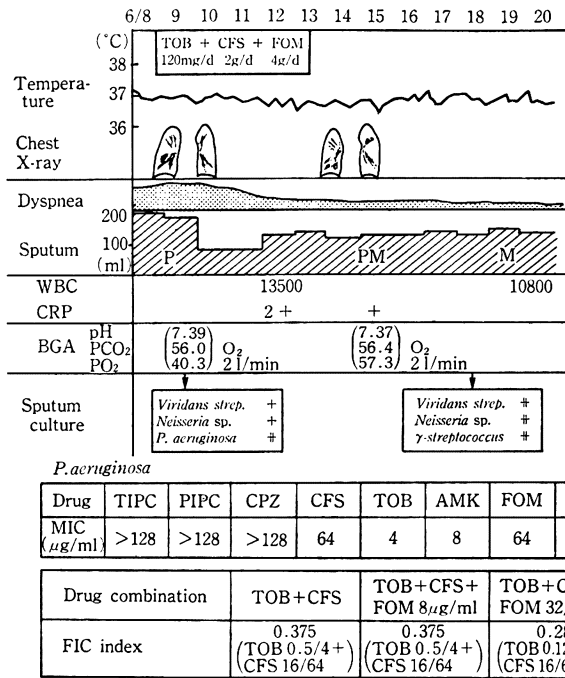 6/8 9 10 12 13 14 15 16 17 18 19 20
(°C)
TOB + CFS + FOM
120mg/d 2g/d 4g/d
38
Tempera-
ture
37
36
Chest
X-ray
Dyspnea
200
Sputum
100
(ml)
P PM M
WBC 13500 10800
CRP 2+ +
BGA
pH (7.39) (7.37)
PCO₂ (56.0) O₂ (56.4) O₂
PO₂ (40.3) 2 l/min (57.3) 2 l/min
Sputum
culture
Viridans strep. +
Neisseria sp. +
P. aeruginosa ⧺
Viridans strep. ⧺
Neisseria sp. ⧺
γ-streptococcus ⧺
P. aeruginosa
Drug TIPC PIPC CPZ CFS TOB AMK FOM
MIC
(μg/ml) >128 >128 >128 64 4 8 64
Drug combination TOB+CFS TOB+CFS+
FOM 8μg/ml
FOM 32
FIC index
0.375
(TOB 0.5/4+
CFS 16/64)
0.375
(TOB 0.5/4+
CFS 16/64)